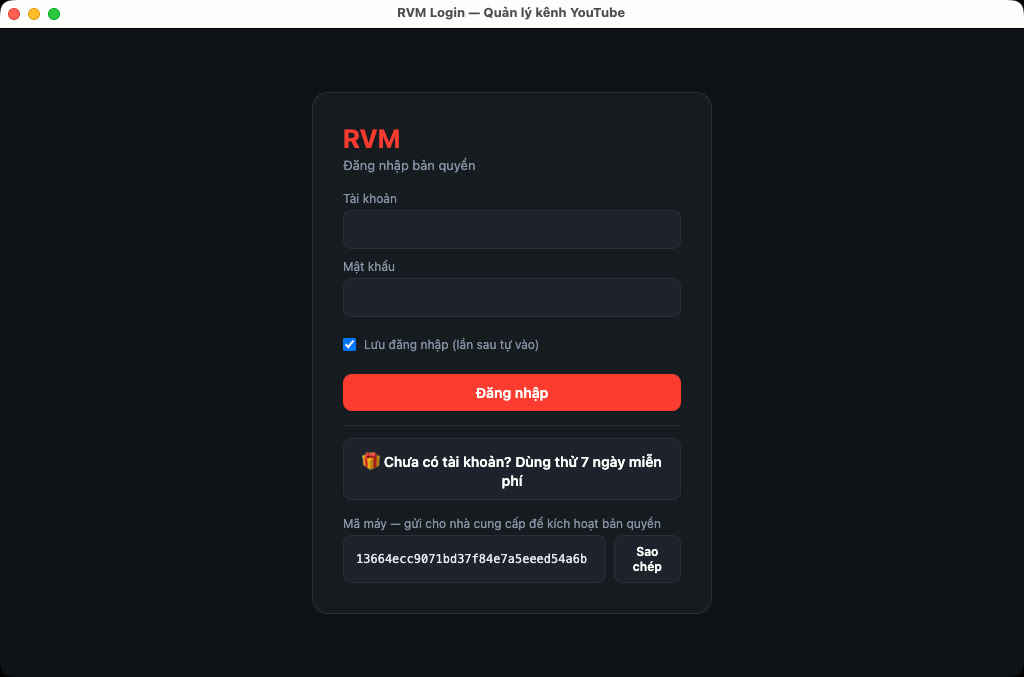 RVM Login — Quản lý kênh YouTube
RVM
Đăng nhập bản quyền
Tài khoản
Mật khẩu
Lưu đăng nhập (lần sau tự vào)
Đăng nhập
🎁 Chưa có tài khoản? Dùng thử 7 ngày miễn
phí
Mã máy — gửi cho nhà cung cấp để kích hoạt bản quyền
13664ecc9071bd37f84e7a5eeed54a6b
Sao
chép